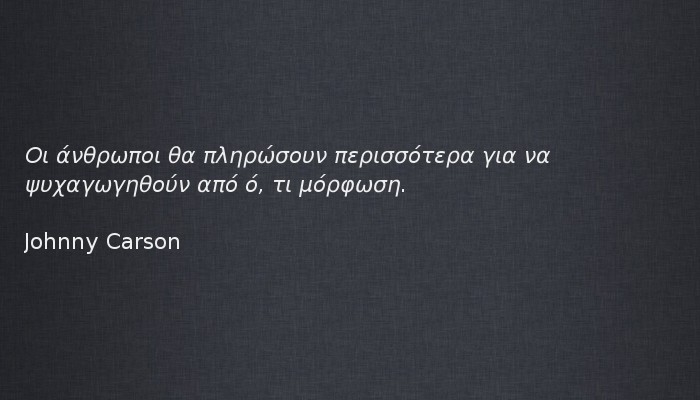 Οι άνθρωποι θα πληρώσουν περισσότερα για να
ψυχαγωγηθούν από ό, τι μόρφωση.
Johnny Carson